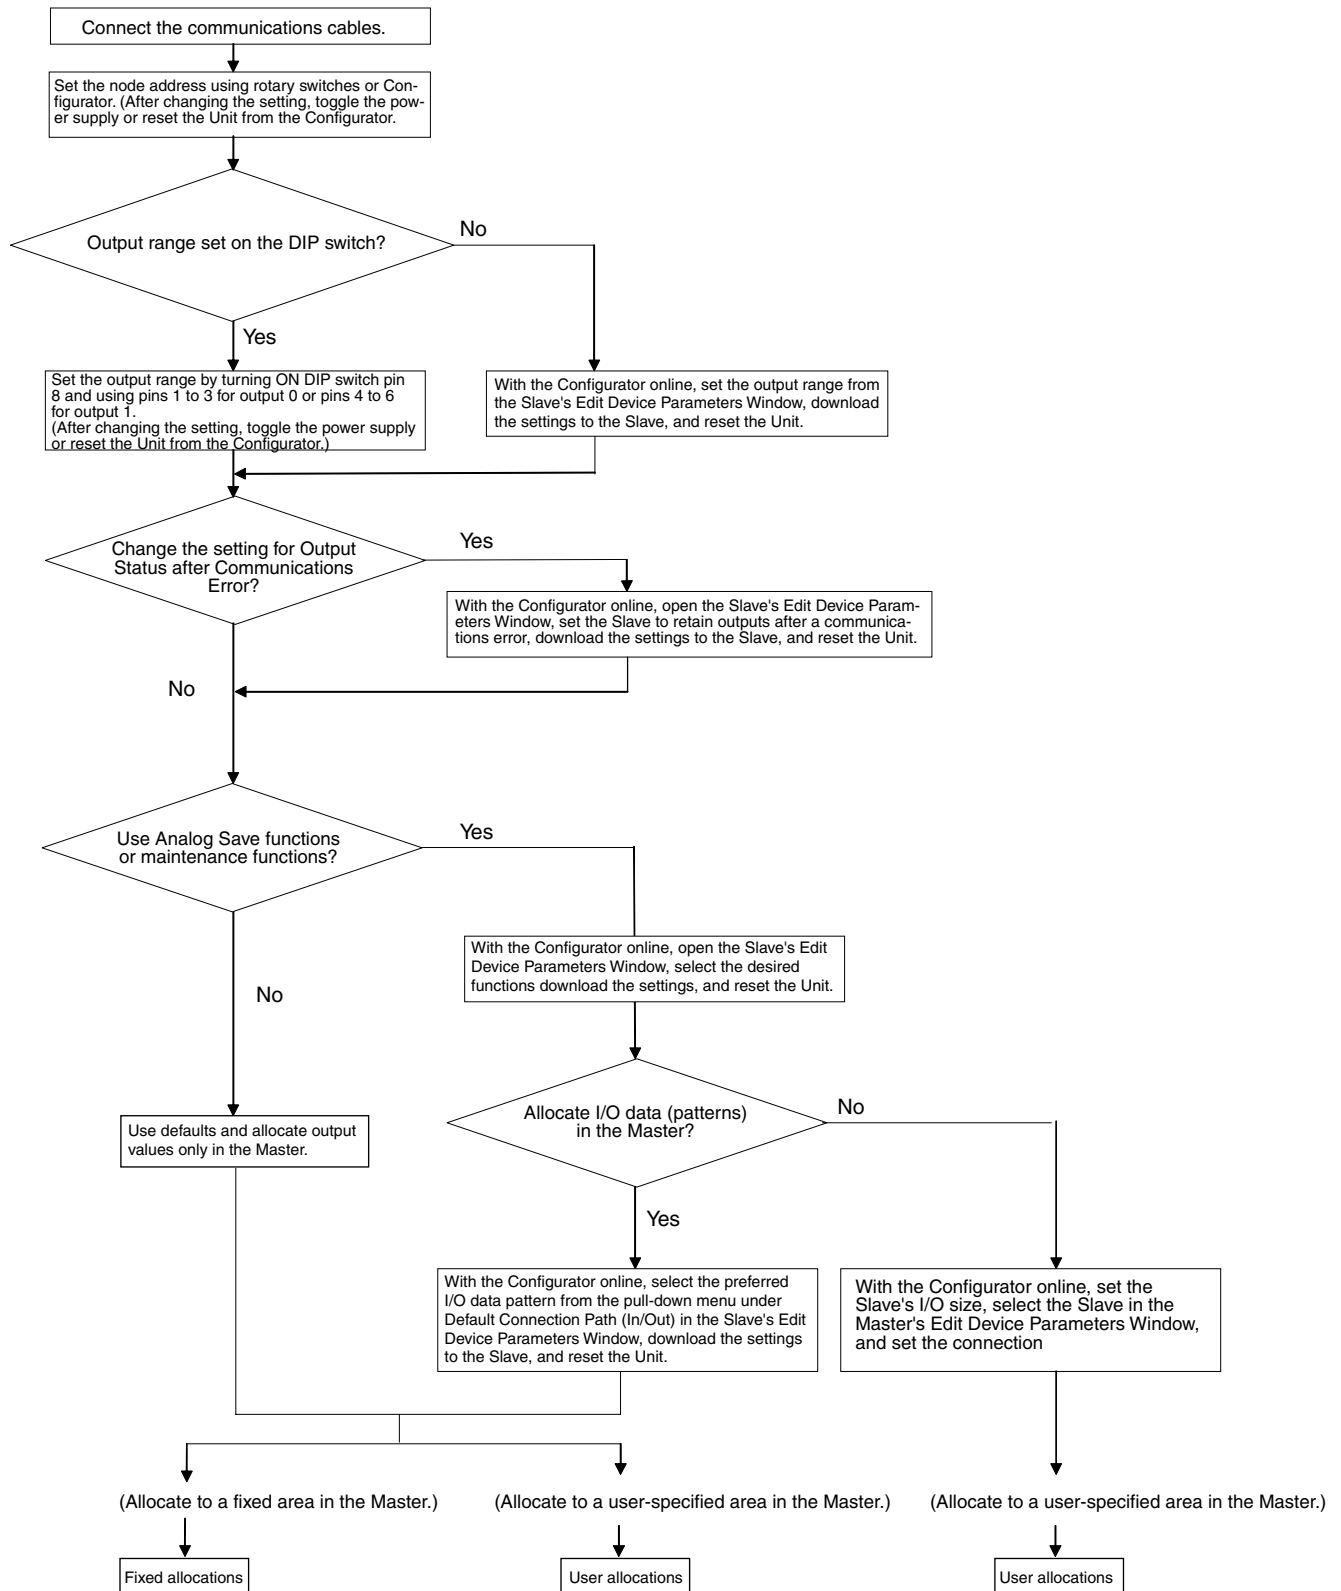 Connect the communications cables.
Set the node address using rotary switches or Con-
figurator. (After changing the setting, toggle the pow-
er supply or reset the Unit from the Configurator.
Output range set on the DIP switch?
No
Yes
Set the output range by turning ON DIP switch pin
8 and using pins 1 to 3 for output 0 or pins 4 to 6
for output 1.
(After changing the setting, toggle the power supply
or reset the Unit from the Configurator.)
With the Configurator online, set the output range from
the Slave's Edit Device Parameters Window, download
the settings to the Slave, and reset the Unit.
Change the setting for Output
Status after Communications
Error?
Yes
With the Configurator online, open the Slave's Edit Device Param-
eters Window, set the Slave to retain outputs after a communica-
tions error, download the settings to the Slave, and reset the Unit.
No
Use Analog Save functions
or maintenance functions?
Yes
With the Configurator online, open the Slave's Edit
Device Parameters Window, select the desired
functions download the settings, and reset the Unit.
No
Allocate I/O data (patterns)
in the Master?
No
Use defaults and allocate output
values only in the Master.
Yes
With the Configurator online, select the preferred
I/O data pattern from the pull-down menu under
Default Connection Path (In/Out) in the Slave's Edit
Device Parameters Window, download the settings
to the Slave, and reset the Unit.
With the Configurator online, set the
Slave's I/O size, select the Slave in the
Master's Edit Device Parameters Window,
and set the connection
(Allocate to a fixed area in the Master.)
(Allocate to a user-specified area in the Master.)
(Allocate to a user-specified area in the Master.)
Fixed allocations
User allocations
User allocations